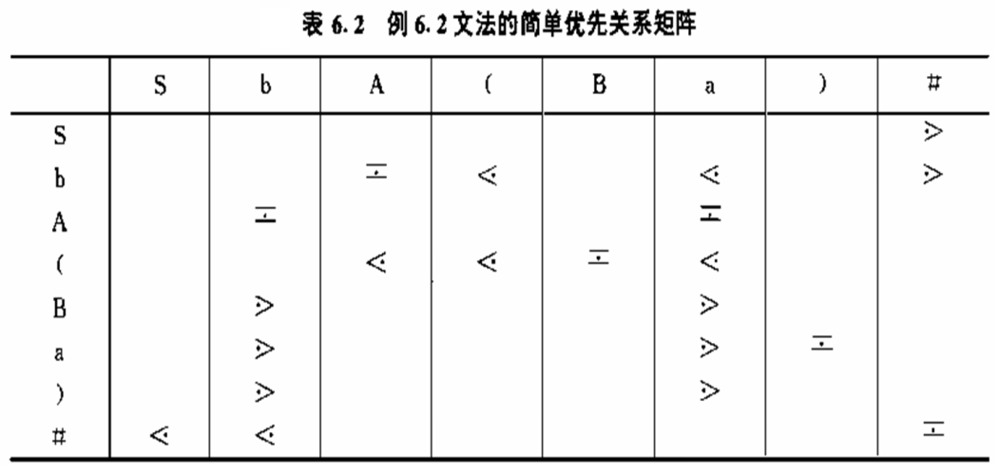 表 6.2 例 6.2 文法的简单优先关系矩阵
S b A ( B a ) #
S ⋗
b ≐ ⋖ ⋖ ⋗
A ≐ ≐
( ⋖ ⋖ ≐ ⋖
B ⋗ ⋗
a ⋗ ⋗ ≐
) ⋗ ⋗
# ⋖ ⋖ ≐